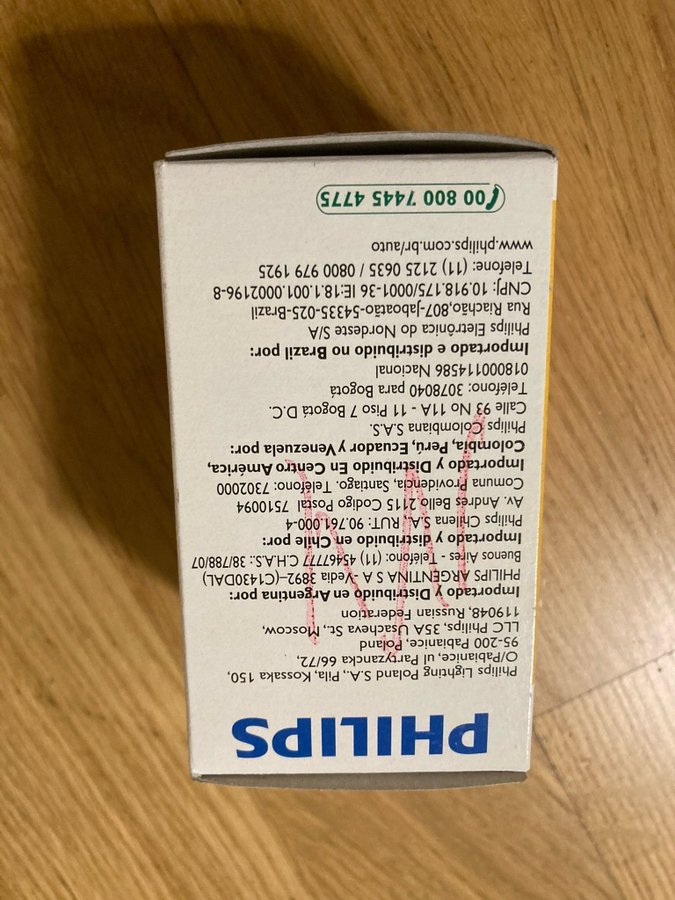 PHILIPS
Philips Lighting Poland S.A., Pila, Kossaka 150,
O/Pabianice, ul Partyzancka 66/72,
95-200 Pabianice, Poland
LLC Philips, 35A, Usacheva St., Moscow,
119048, Russian Federation
Importado y Distribuido en Argentina por:
PHILIPS ARGENTINA S A - Vedia 3892-(C1430DAL)
Buenos Aires - Teléfono: (11) 45467777 C.H.A.S.: 38/788/07
Importado y distribuido en Chile por:
Philips Chilena S.A., RUT: 90.761.000-4
Av. Andrés Bello 2115 Codigo Postal 7510094
Comuna Providencia, Santiago. Teléfono: 7302000
Importado y Distribuido En Centro América,
Colombia, Perú, Ecuador y Venezuela por:
Philips Colombiana S.A.S.
Calle 93 No 11A - 11 Piso 7 Bogotá D.C.
Teléfono: 3078040 para Bogotá
018000114586 Nacional
Importado e distribuido no Brazil por:
Philips Eletrônica do Nordeste S/A
Rua Riachão,807-Jaboatão-54335-025-Brazil
CNPJ: 10.918.175/0001-36 IE:18.1.001.0002196-8
Telefone: (11) 2125 0635 / 0800 979 1925
www.philips.com.br/auto
00 800 7445 4775